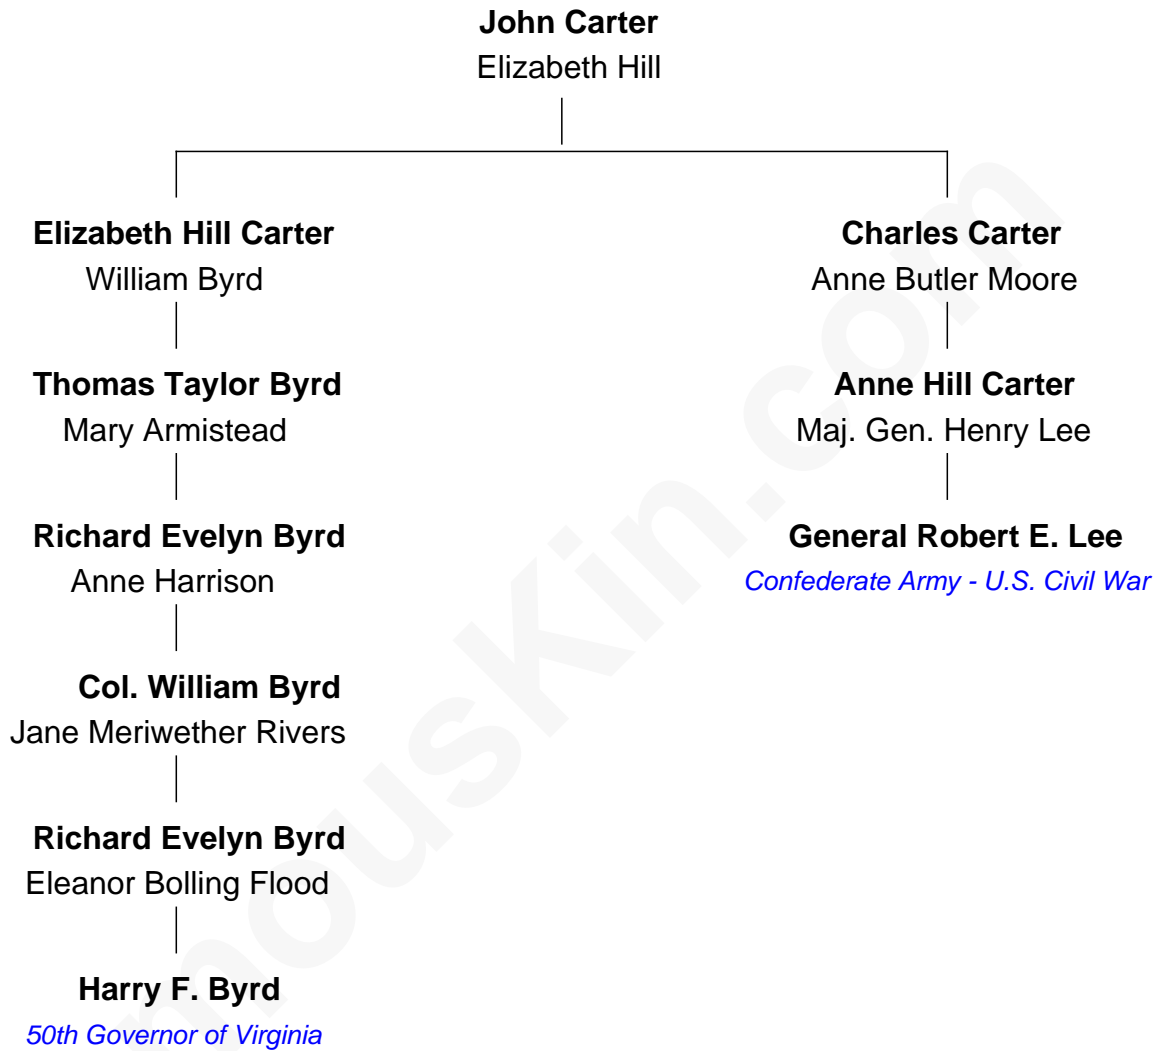 John Carter
Elizabeth Hill
Elizabeth Hill Carter
William Byrd
Charles Carter
Anne Butler Moore
Thomas Taylor Byrd
Mary Armistead
Anne Hill Carter
Maj. Gen. Henry Lee
Richard Evelyn Byrd
Anne Harrison
General Robert E. Lee
Confederate Army - U.S. Civil War
Col. William Byrd
Jane Meriwether Rivers
Richard Evelyn Byrd
Eleanor Bolling Flood
Harry F. Byrd
50th Governor of Virginia
mousKin.com